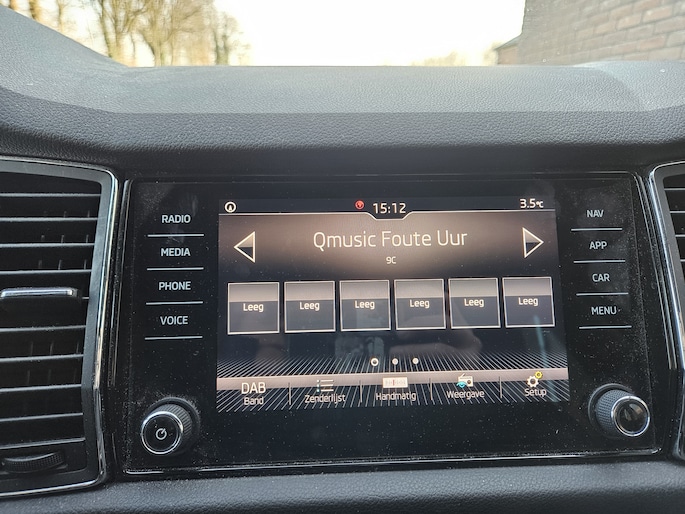 RADIO
MEDIA
PHONE
VOICE
15:12
3.5°C
Qmusic Foute Uur
9C
Leeg
Leeg
Leeg
Leeg
Leeg
Leeg
DAB
Band
Zenderlijst
Handmatig
Weergave
Setup
NAV
APP
CAR
MENU